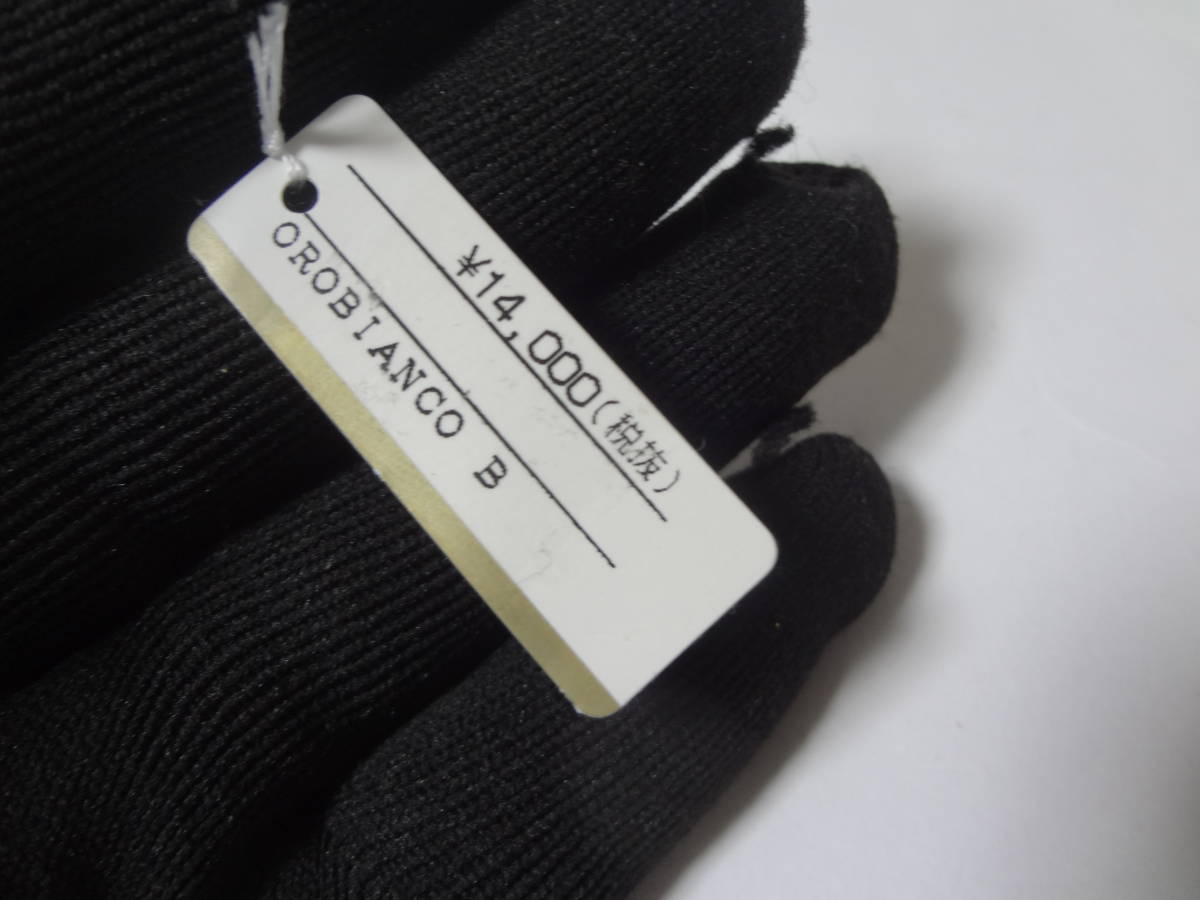 ¥14,000(税抜)
OROBIANCO B